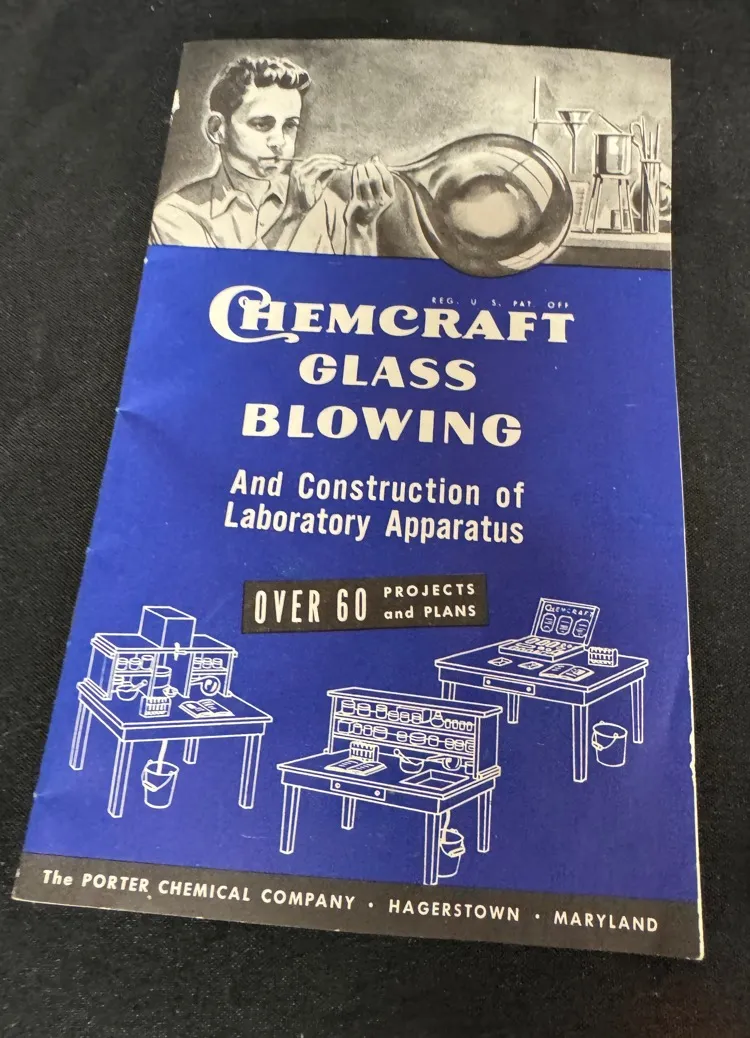 REG. U. S. PAT. OFF
CHEMCRAFT
GLASS
BLOWING
And Construction of
Laboratory Apparatus
OVER 60 PROJECTS
and PLANS
CHEMCRAFT
The PORTER CHEMICAL COMPANY · HAGERSTOWN · MARYLAND